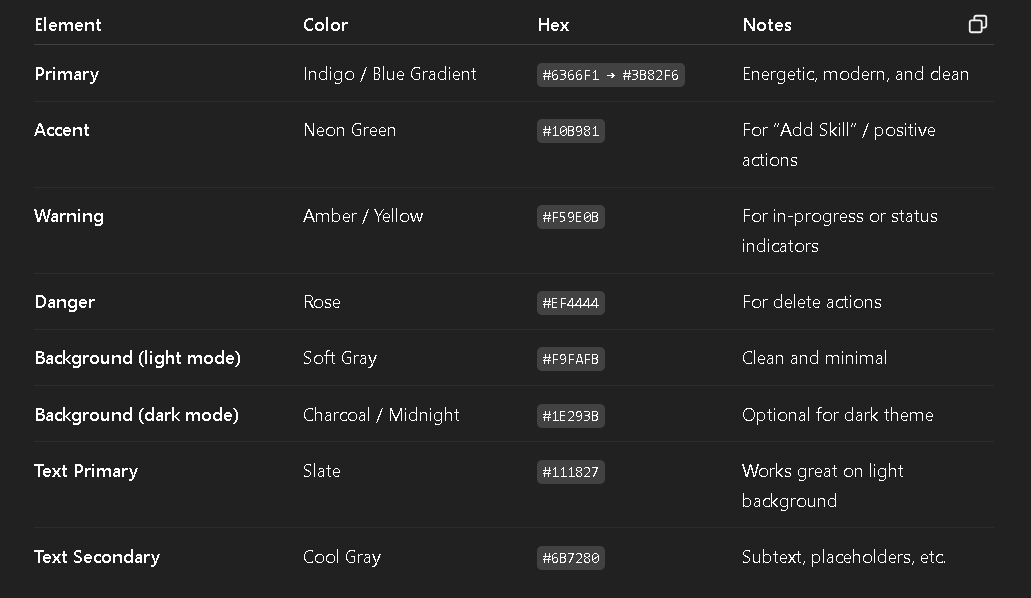 Element Color Hex Notes
Primary Indigo / Blue Gradient #6366F1 → #3B82F6 Energetic, modern, and clean
Accent Neon Green #10B981 For “Add Skill” / positive
actions
Warning Amber / Yellow #F59E0B For in-progress or status
indicators
Danger Rose #EF4444 For delete actions
Background (light mode) Soft Gray #F9FAFB Clean and minimal
Background (dark mode) Charcoal / Midnight #1E293B Optional for dark theme
Text Primary Slate #111827 Works great on light
background
Text Secondary Cool Gray #6B7280 Subtext, placeholders, etc.